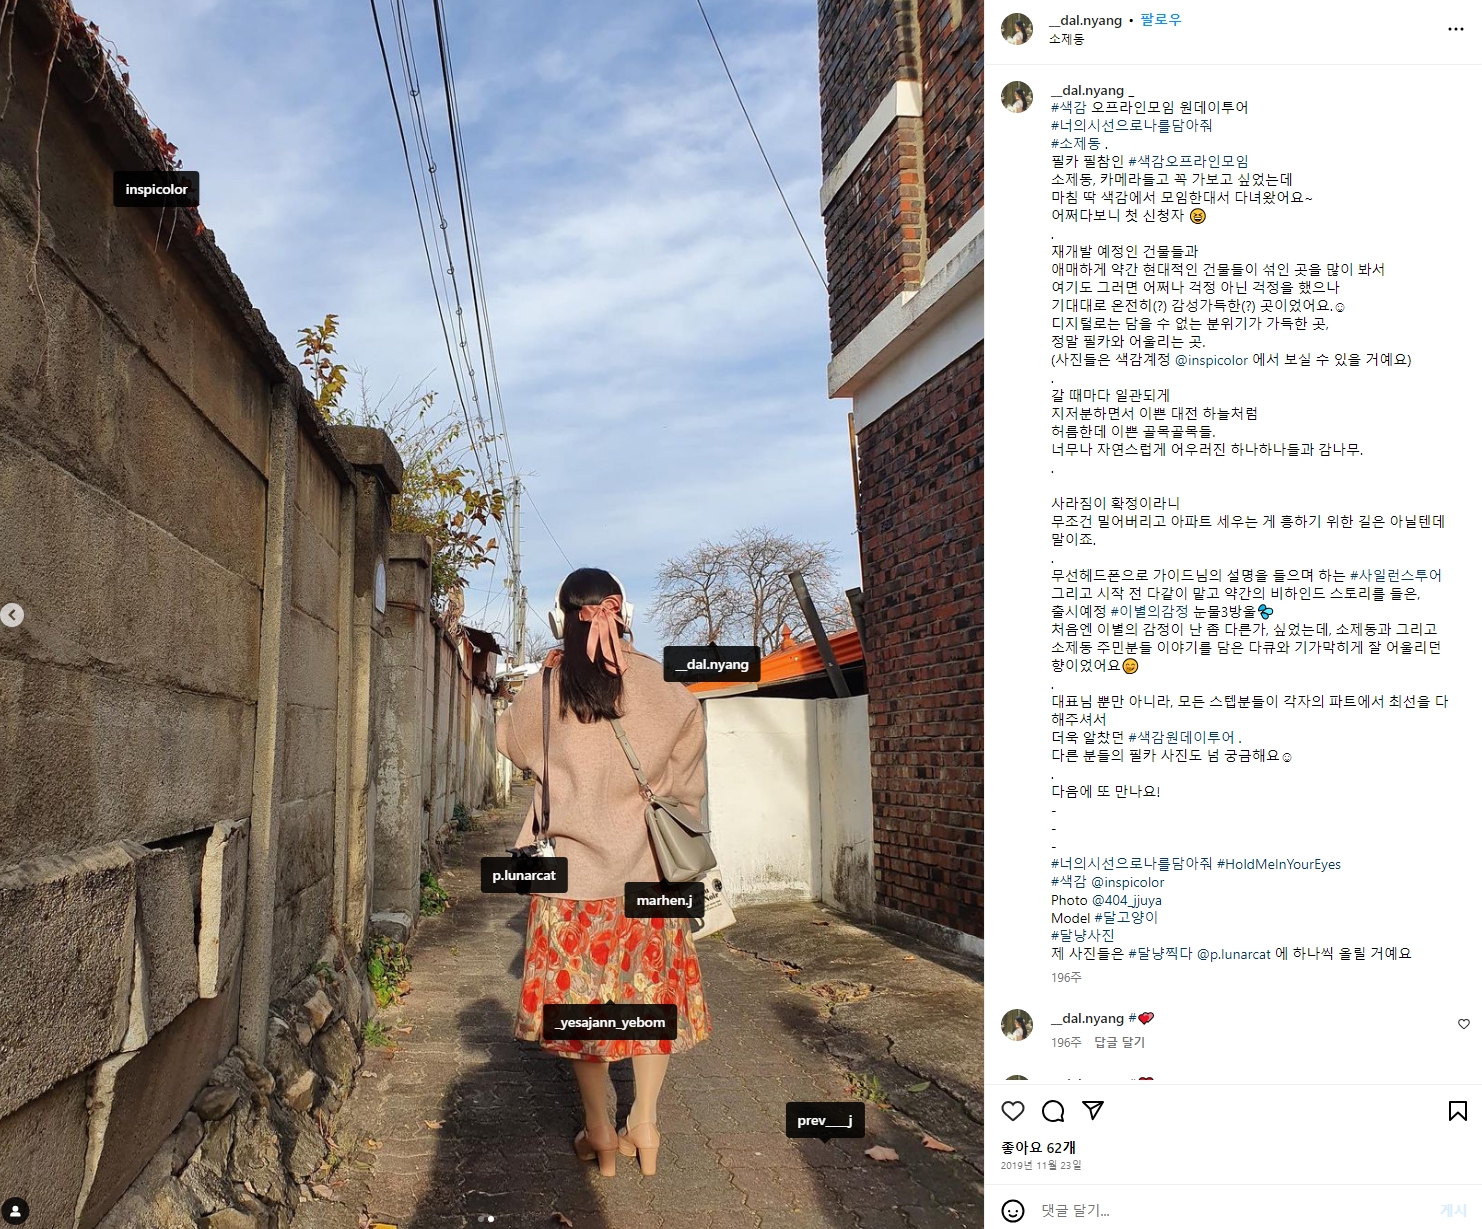 inspicolor
__dal.nyang
p.lunarcat
marhen.j
_yesajann_yebom
prev____j
__dal.nyang • 팔로우
소제동
__dal.nyang _
#색감 오프라인모임 원데이투어
#너의시선으로나를담아줘
#소제동 .
필카 필참인 #색감오프라인모임
소제동, 카메라들고 꼭 가보고 싶었는데
마침 딱 색감에서 모임한대서 다녀왔어요~
어쩌다보니 첫 신청자 😆
.
재개발 예정인 건물들과
애매하게 약간 현대적인 건물들이 섞인 곳을 많이 봐서
여기도 그러면 어쩌나 걱정 아닌 걱정을 했으나
기대대로 온전히(?) 감성가득한(?) 곳이었어요.☺
디지털로는 담을 수 없는 분위기가 가득한 곳,
정말 필카와 어울리는 곳.
(사진들은 색감계정 @inspicolor 에서 보실 수 있을 거예요)
.
갈 때마다 일관되게
지저분하면서 이쁜 대전 하늘처럼
허름한데 이쁜 골목골목들.
너무나 자연스럽게 어우러진 하나하나들과 감나무.
.
사라짐이 확정이라니
무조건 밀어버리고 아파트 세우는 게 흥하기 위한 길은 아닐텐데
말이죠.
.
무선헤드폰으로 가이드님의 설명을 들으며 하는 #사일런스투어
그리고 시작 전 다같이 맡고 약간의 비하인드 스토리를 들은,
출시예정 #이별의감정 눈물3방울💦
처음엔 이별의 감정이 난 좀 다른가, 싶었는데, 소제동과 그리고
소제동 주민분들 이야기를 담은 다큐와 기가막히게 잘 어울리던
향이었어요😊
.
대표님 뿐만 아니라, 모든 스텝분들이 각자의 파트에서 최선을 다
해주셔서
더욱 알찼던 #색감원데이투어 .
다른 분들의 필카 사진도 넘 궁금해요☺
.
다음에 또 만나요!
-
-
-
#너의시선으로나를담아줘 #HoldMeInYourEyes
#색감 @inspicolor
Photo @404_jjuya
Model #달고양이
#달냥사진
제 사진들은 #달냥찍다 @p.lunarcat 에 하나씩 올릴 거예요
196주
__dal.nyang #💕
196주 답글 달기
좋아요 62개
2019년 11월 23일
댓글 달기...
게시